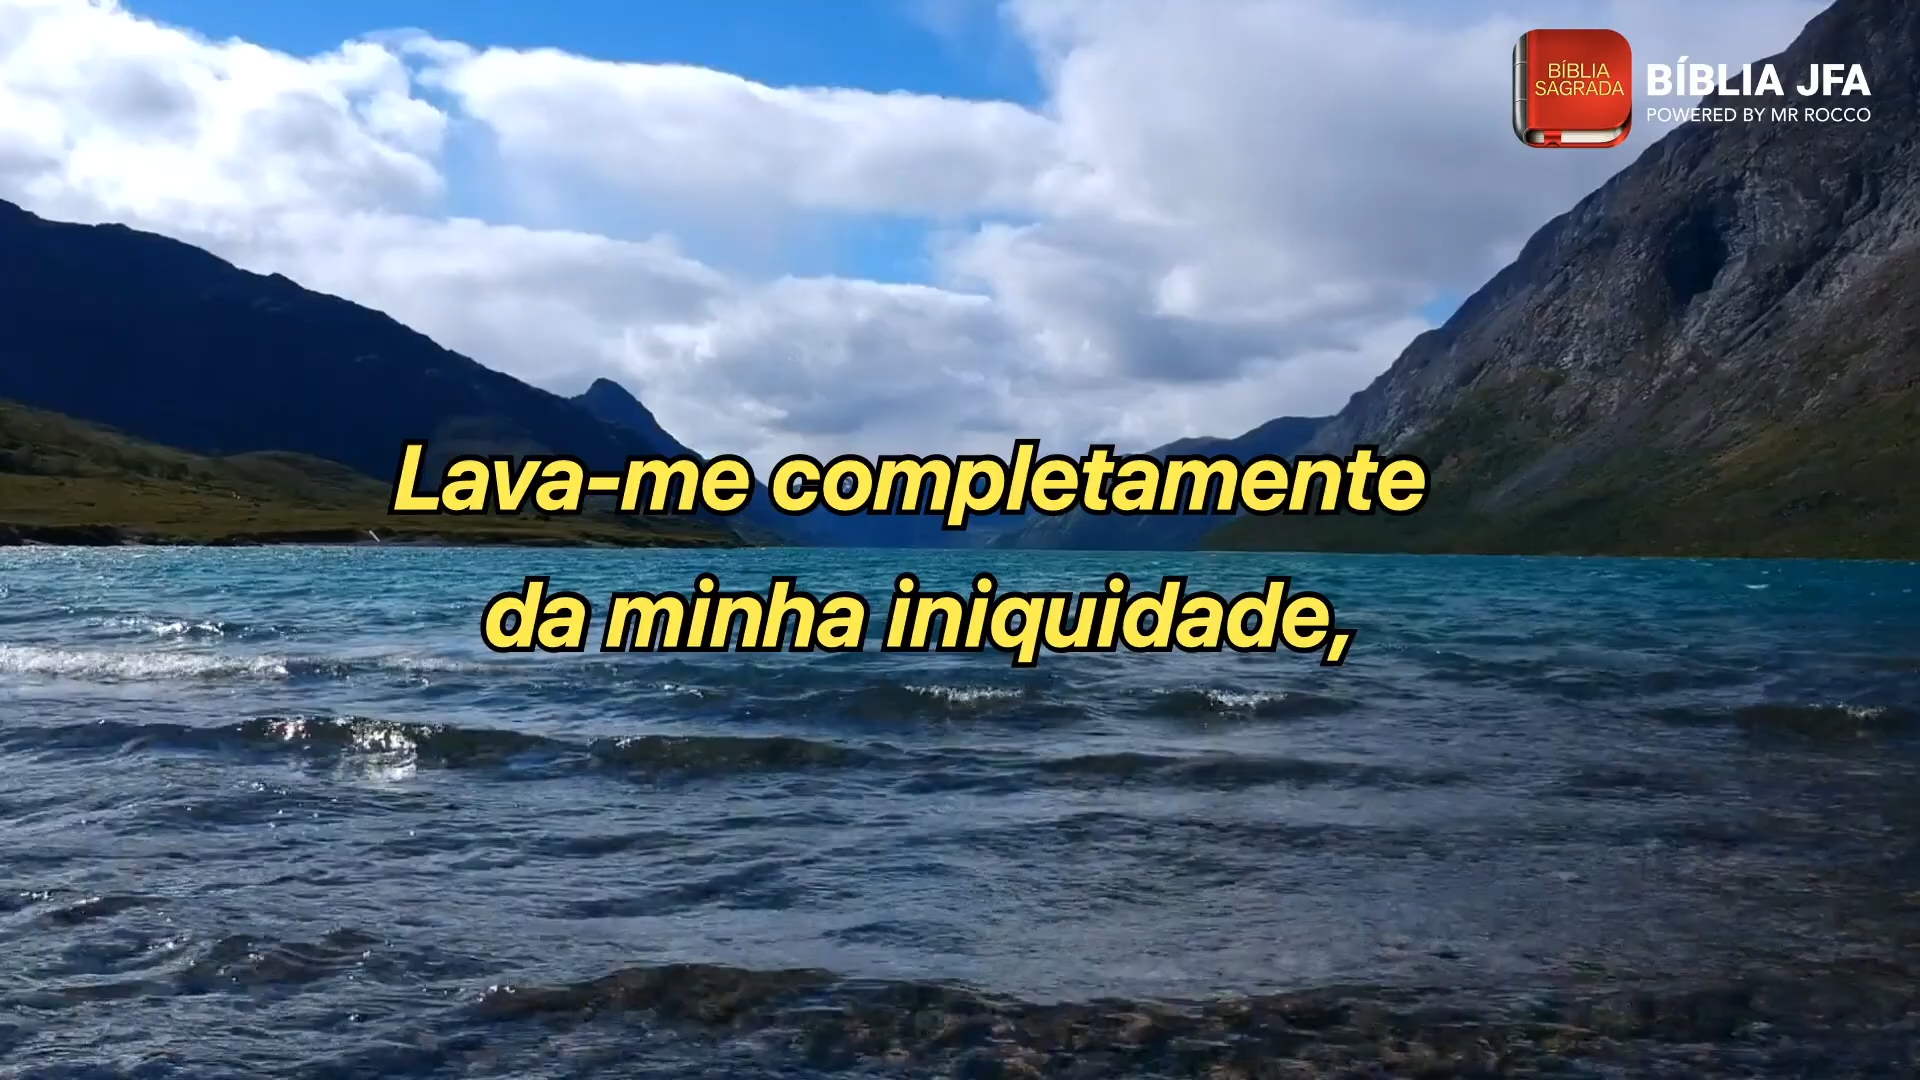 BÍBLIA
SAGRADA
BÍBLIA JFA
POWERED BY MR ROCCO
Lava-me completamente
da minha iniquidade,